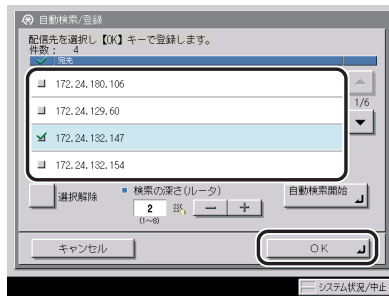 自動検索/登録
配信先を選択し【OK】キーで登録します。
件数: 4
宛先
172.24.180.106
172.24.129.60
172.24.132.147
172.24.132.154
1/6
選択解除
検索の深さ(ルータ)
2
(1~8)
自動検索開始
キャンセル
OK
システム状況/中止